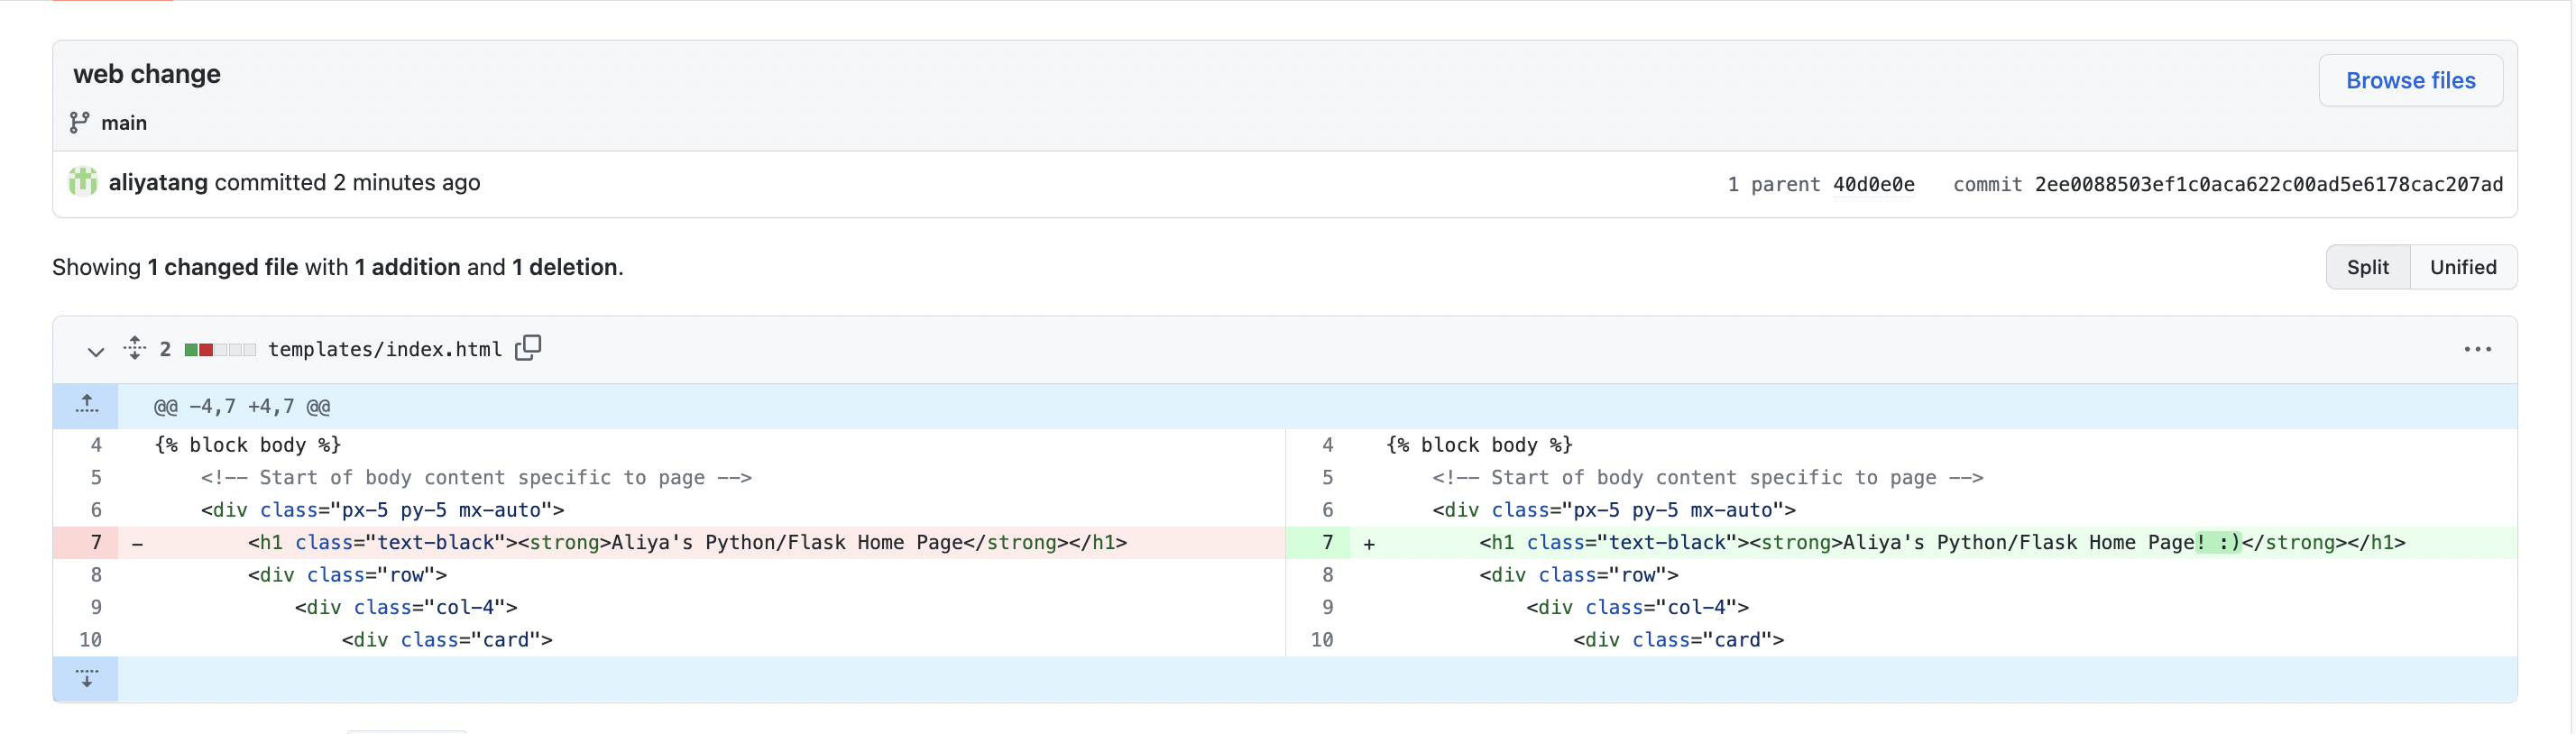 web change
Browse files
main
aliyatang committed 2 minutes ago
1 parent 40d0e0e commit 2ee0088503ef1c0aca622c00ad5e6178cac207ad
Showing 1 changed file with 1 addition and 1 deletion.
Split Unified
2 templates/index.html
@@ -4,7 +4,7 @@
4 {% block body %}
5 <!-- Start of body content specific to page -->
6 <div class="px-5 py-5 mx-auto">
7 - <h1 class="text-black"><strong>Aliya's Python/Flask Home Page</strong></h1>
8 <div class="row">
9 <div class="col-4">
10 <div class="card">
4 {% block body %}
5 <!-- Start of body content specific to page -->
6 <div class="px-5 py-5 mx-auto">
7 + <h1 class="text-black"><strong>Aliya's Python/Flask Home Page! :)</strong></h1>
8 <div class="row">
9 <div class="col-4">
10 <div class="card">